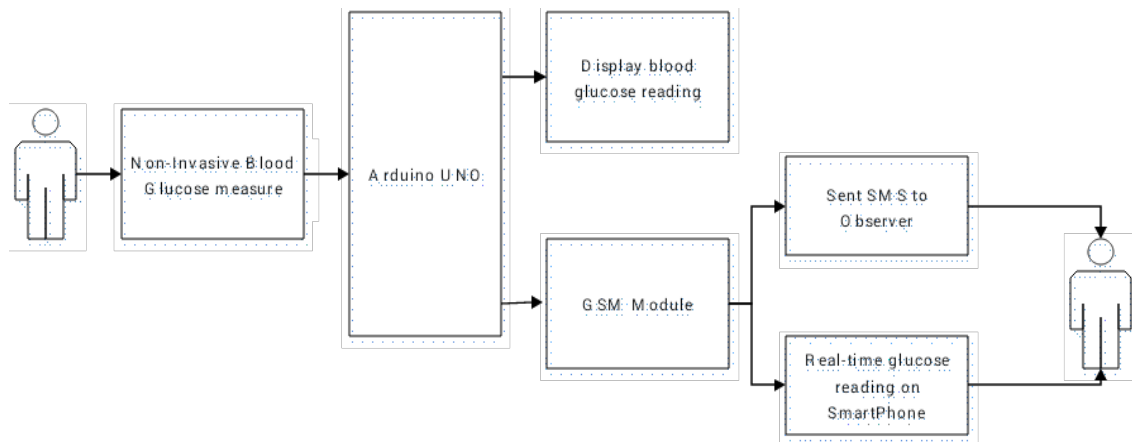 Non-Invasive Blood
Glucose measure
Arduino UNO
Display blood
glucose reading
GSM Module
Sent SMS to
Observer
Real-time glucose
reading on
SmartPhone